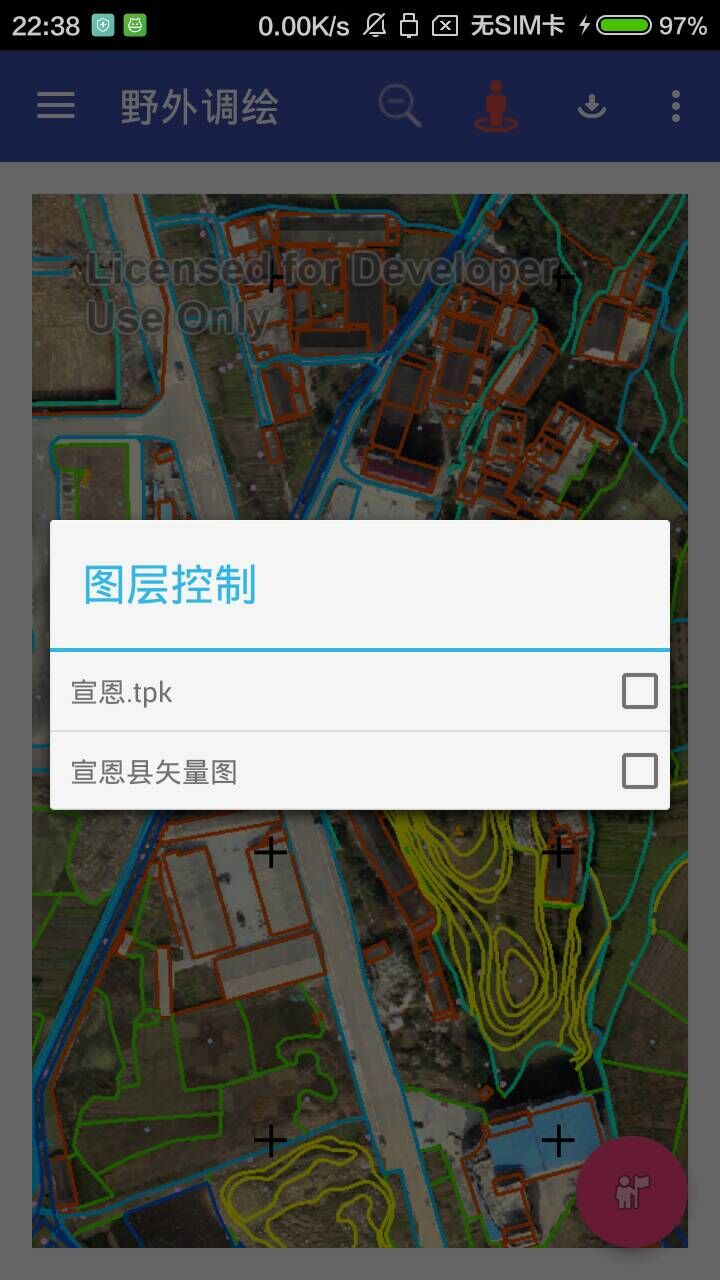 22:38 0.00K/s 无SIM卡 97%
野外调绘
Licensed for Developer
Use Only
图层控制
宣恩.tpk
宣恩县矢量图